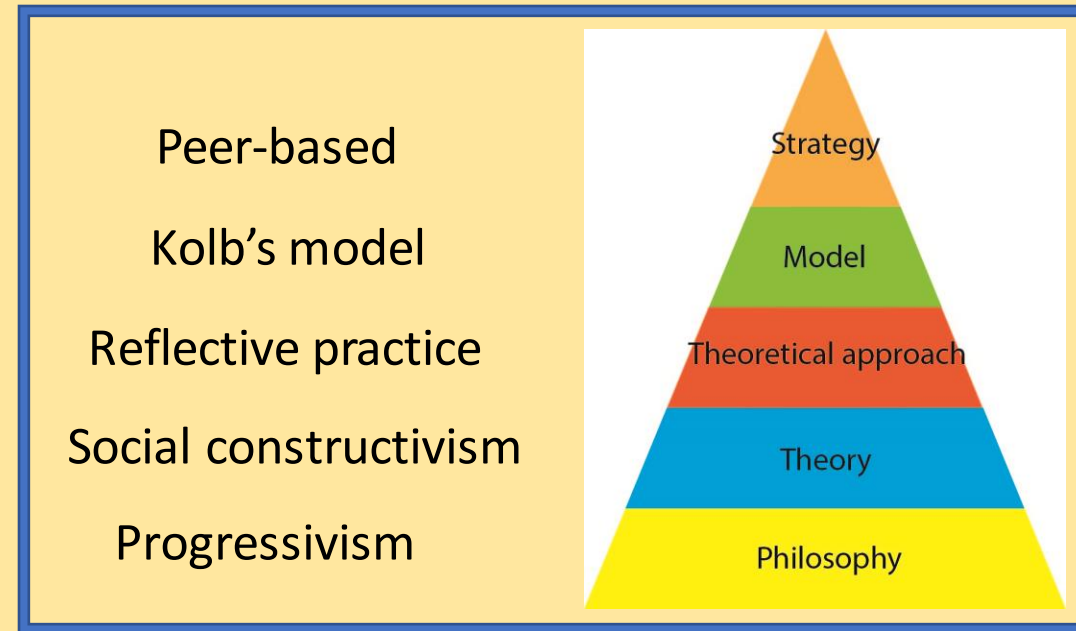 Peer-based
Kolb’s model
Reflective practice
Social constructivism
Progressivism
Strategy
Model
Theoretical approach
Theory
Philosophy